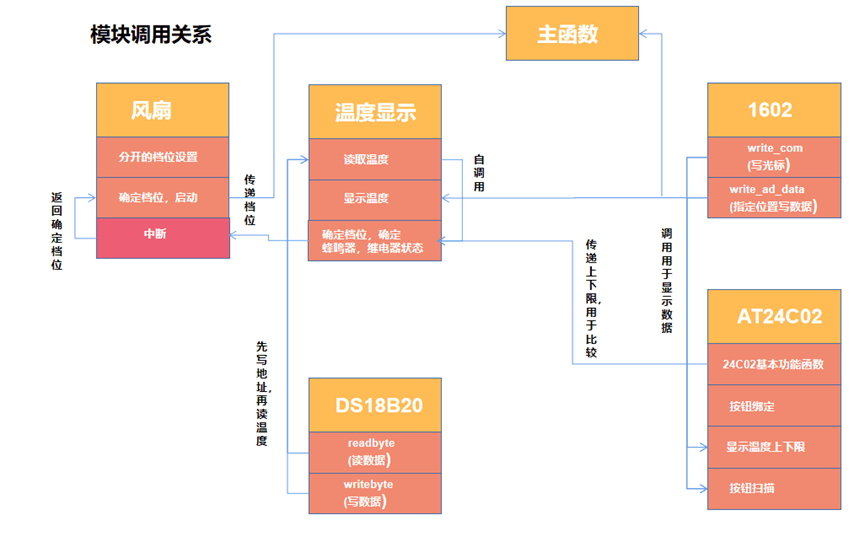 模块调用关系
主函数
风扇
分开的档位设置
确定档位，启动
中断
返回确定档位
传递档位
温度显示
读取温度
显示温度
确定档位，确定
蜂鸣器，继电器状态
自调用
1602
write_com
(写光标)
write_ad_data
(指定位置写数据)
调用用于显示数据
传递上下限，用于比较
AT24C02
24C02基本功能函数
按钮绑定
显示温度上下限
按钮扫描
先写地址，再读温度
DS18B20
readbyte
(读数据)
writebyte
(写数据)